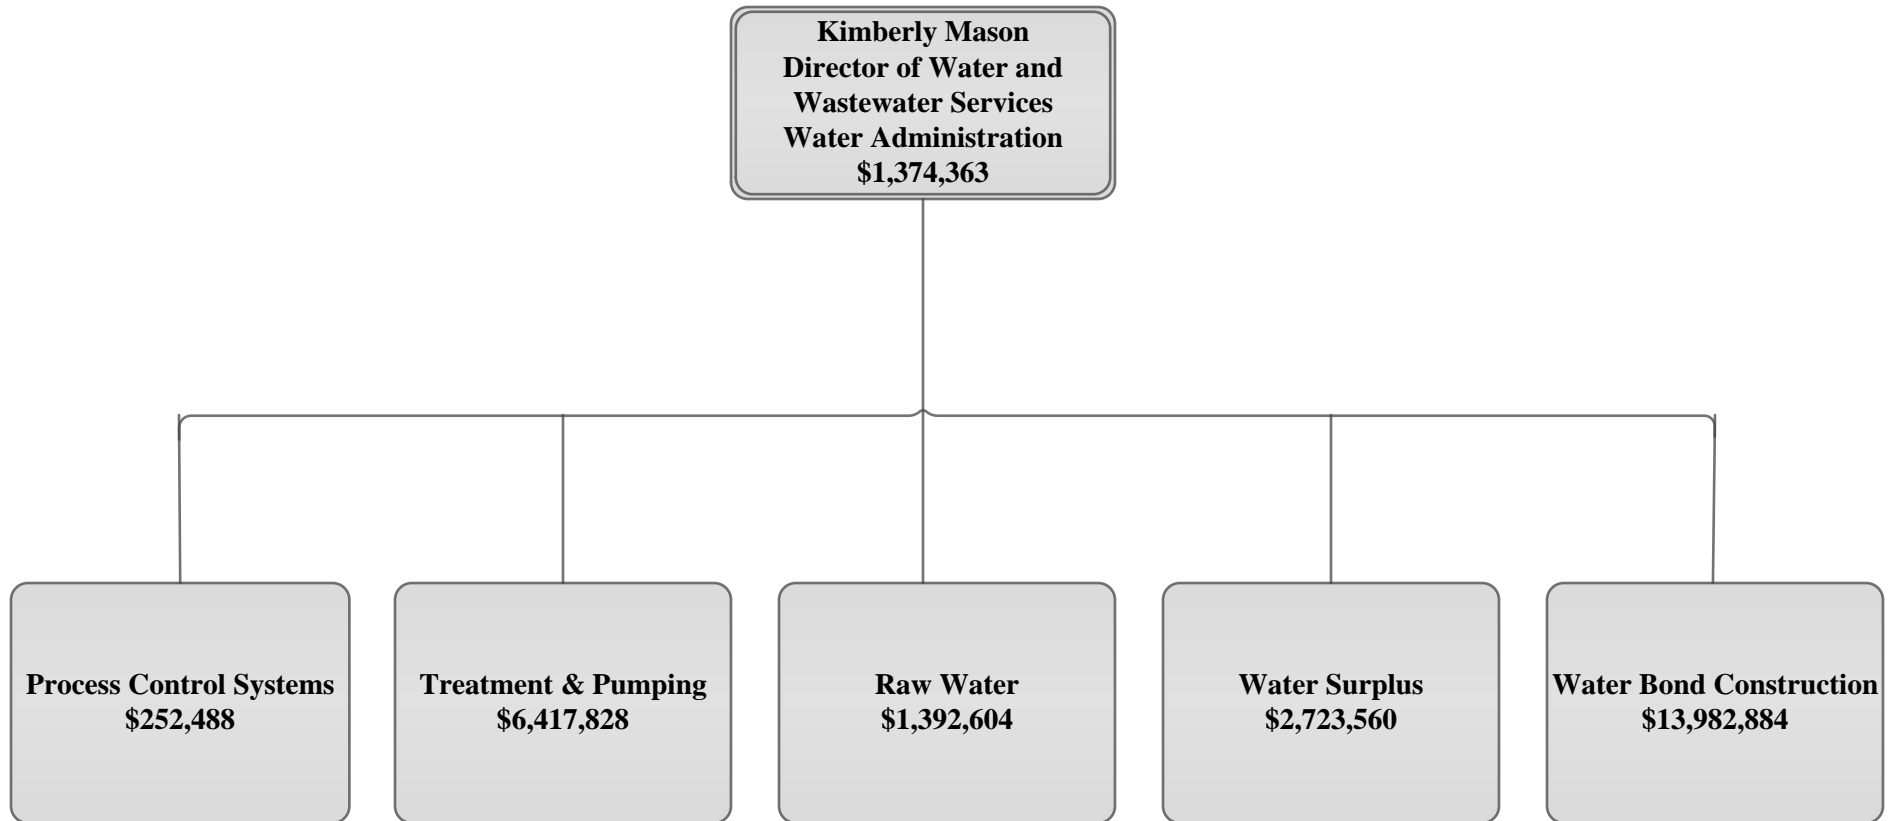 Kimberly Mason
Director of Water and
Wastewater Services
Water Administration
$1,374,363
Process Control Systems
$252,488
Treatment & Pumping
$6,417,828
Raw Water
$1,392,604
Water Surplus
$2,723,560
Water Bond Construction
$13,982,884